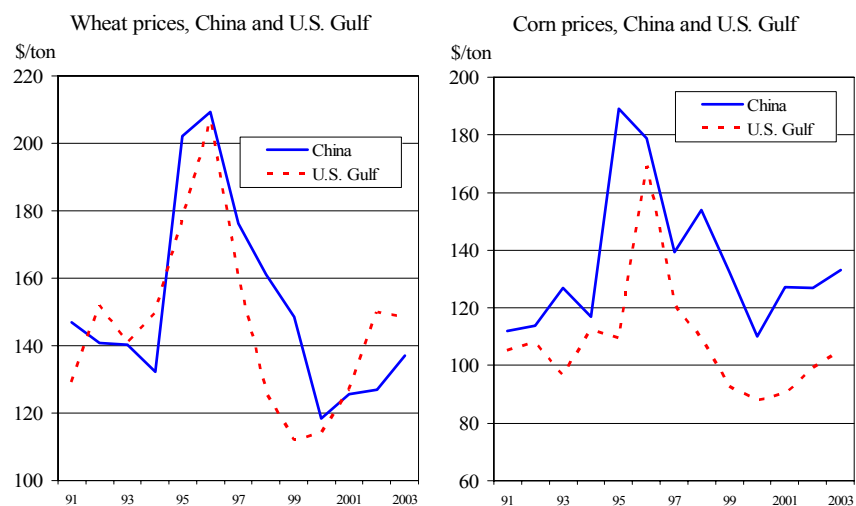 Wheat prices, China and U.S. Gulf
$/ton
220
200
180
160
140
120
100
China
U.S. Gulf
91 93 95 97 99 2001 2003
Corn prices, China and U.S. Gulf
$/ton
200
180
160
140
120
100
80
60
China
U.S. Gulf
91 93 95 97 99 2001 2003